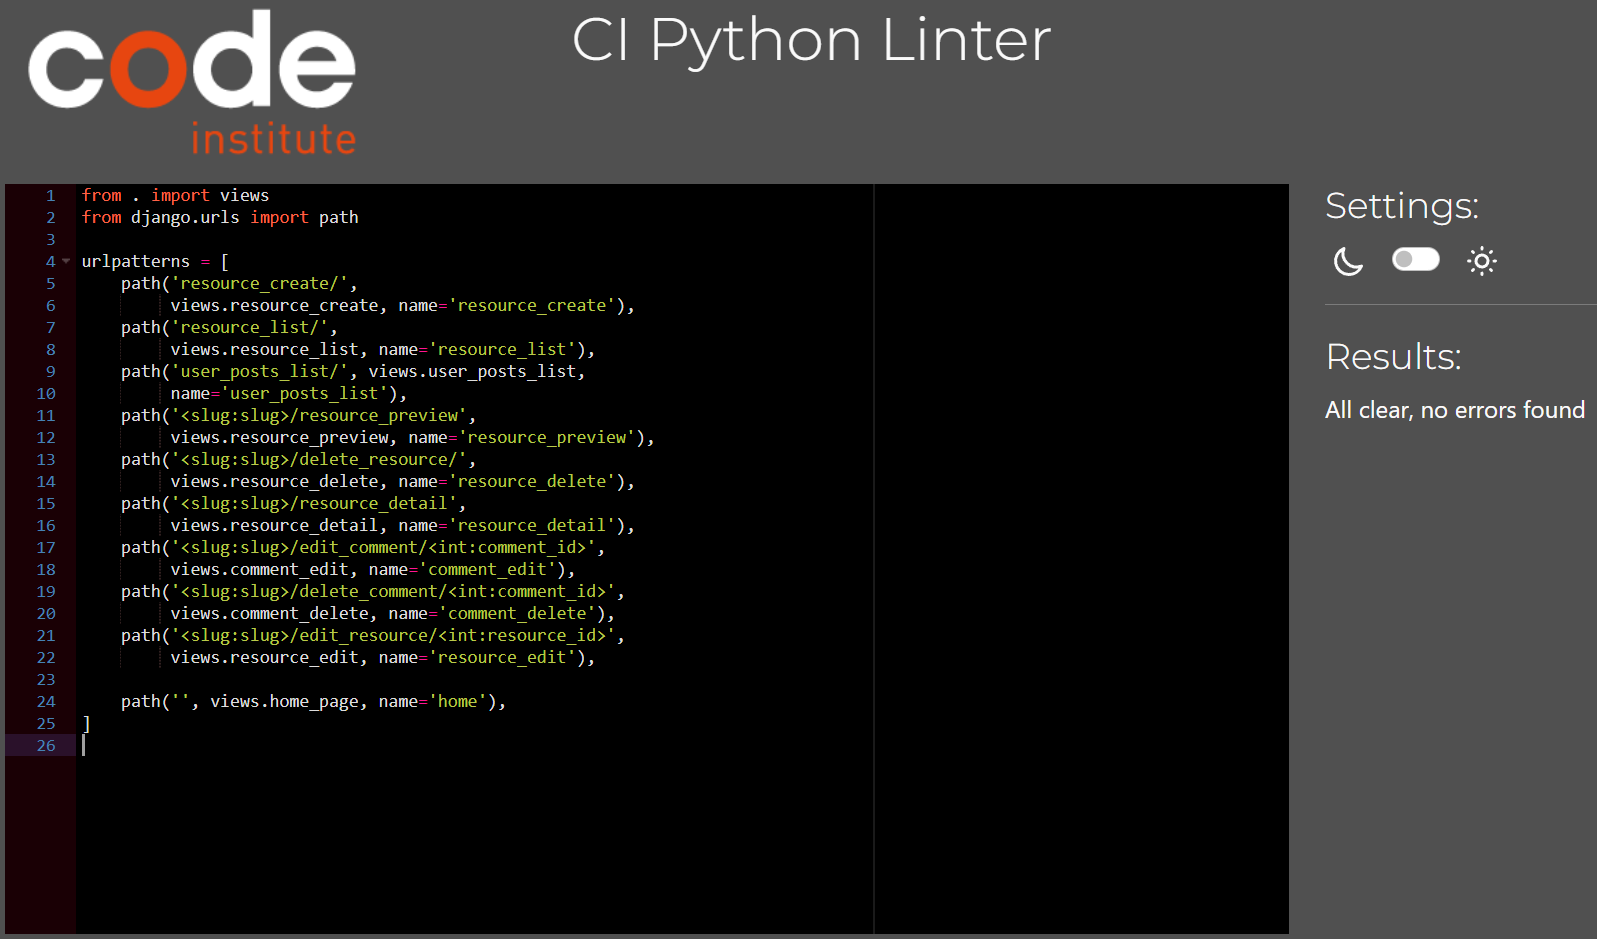 code
institute
CI Python Linter
1 from . import views
2 from django.urls import path
3
4 urlpatterns = [
5     path('resource_create/',
6          views.resource_create, name='resource_create'),
7     path('resource_list/',
8          views.resource_list, name='resource_list'),
9     path('user_posts_list/', views.user_posts_list,
10          name='user_posts_list'),
11     path('<slug:slug>/resource_preview',
12          views.resource_preview, name='resource_preview'),
13     path('<slug:slug>/delete_resource/',
14          views.resource_delete, name='resource_delete'),
15     path('<slug:slug>/resource_detail',
16          views.resource_detail, name='resource_detail'),
17     path('<slug:slug>/edit_comment/<int:comment_id>',
18          views.comment_edit, name='comment_edit'),
19     path('<slug:slug>/delete_comment/<int:comment_id>',
20          views.comment_delete, name='comment_delete'),
21     path('<slug:slug>/edit_resource/<int:resource_id>',
22          views.resource_edit, name='resource_edit'),
23
24     path('', views.home_page, name='home'),
25 ]
26
Settings:
Results:
All clear, no errors found